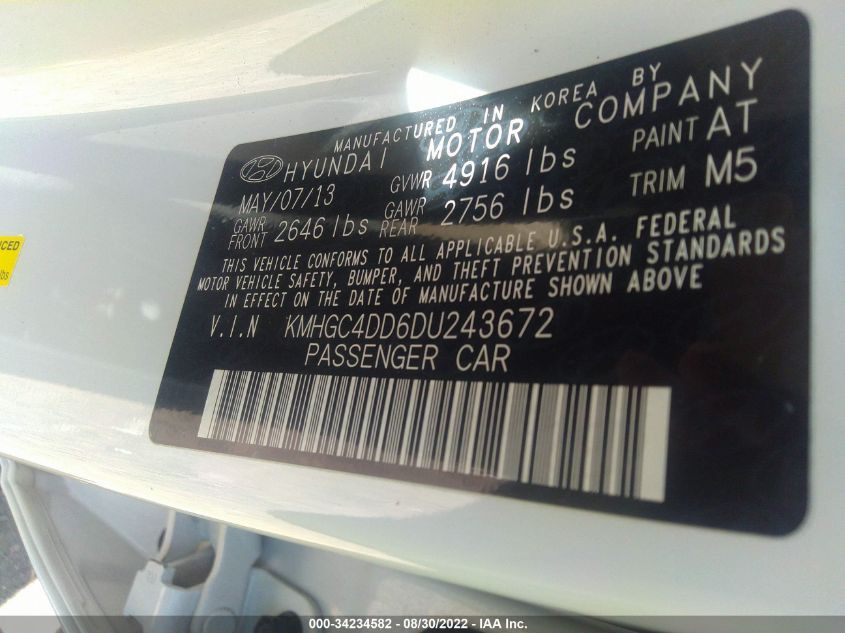 MANUFACTURED IN KOREA BY
HYUNDAI MOTOR COMPANY
MAY/07/13 GVWR 4916 lbs PAINT AT
GAWR FRONT 2646 lbs GAWR REAR 2756 lbs TRIM M5
THIS VEHICLE CONFORMS TO ALL APPLICABLE U.S.A. FEDERAL
MOTOR VEHICLE SAFETY, BUMPER, AND THEFT PREVENTION STANDARDS
IN EFFECT ON THE DATE OF MANUFACTURE SHOWN ABOVE
V.I.N KMHGC4DD6DU243672
PASSENGER CAR
lbs
#000 - 34234582 - 08/30/2022 - IAA Inc.